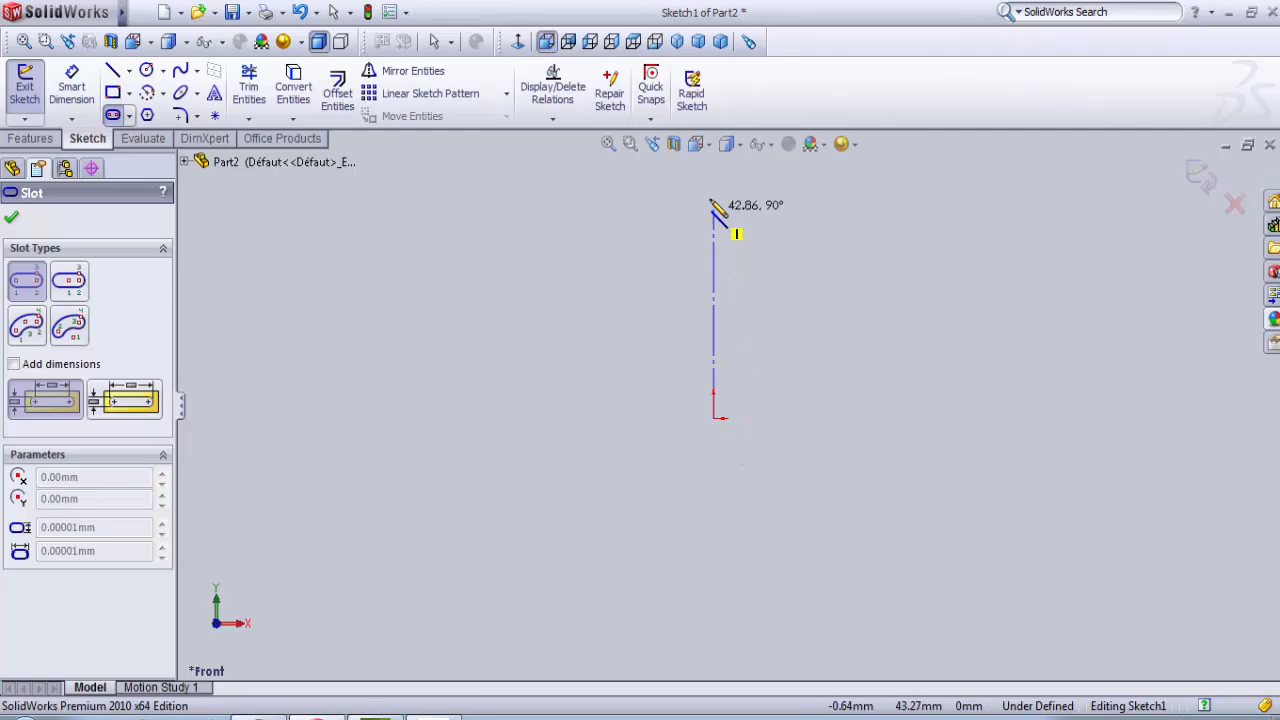 SolidWorks
Sketch1 of Part2 *
SolidWorks Search
Exit Sketch
Smart Dimension
Trim Entities
Convert Entities
Offset Entities
Mirror Entities
Linear Sketch Pattern
Move Entities
Display/Delete Relations
Repair Sketch
Quick Snaps
Rapid Sketch
Features
Sketch
Evaluate
DimXpert
Office Products
Part2 (Défaut<<Défaut>_E...
Slot
?
42.86, 90°
Slot Types
Add dimensions
Parameters
0.00mm
0.00mm
0.00001mm
0.00001mm
Y
X
*Front
Model
Motion Study 1
SolidWorks Premium 2010 x64 Edition
-0.64mm
43.27mm
0mm
Under Defined
Editing Sketch1